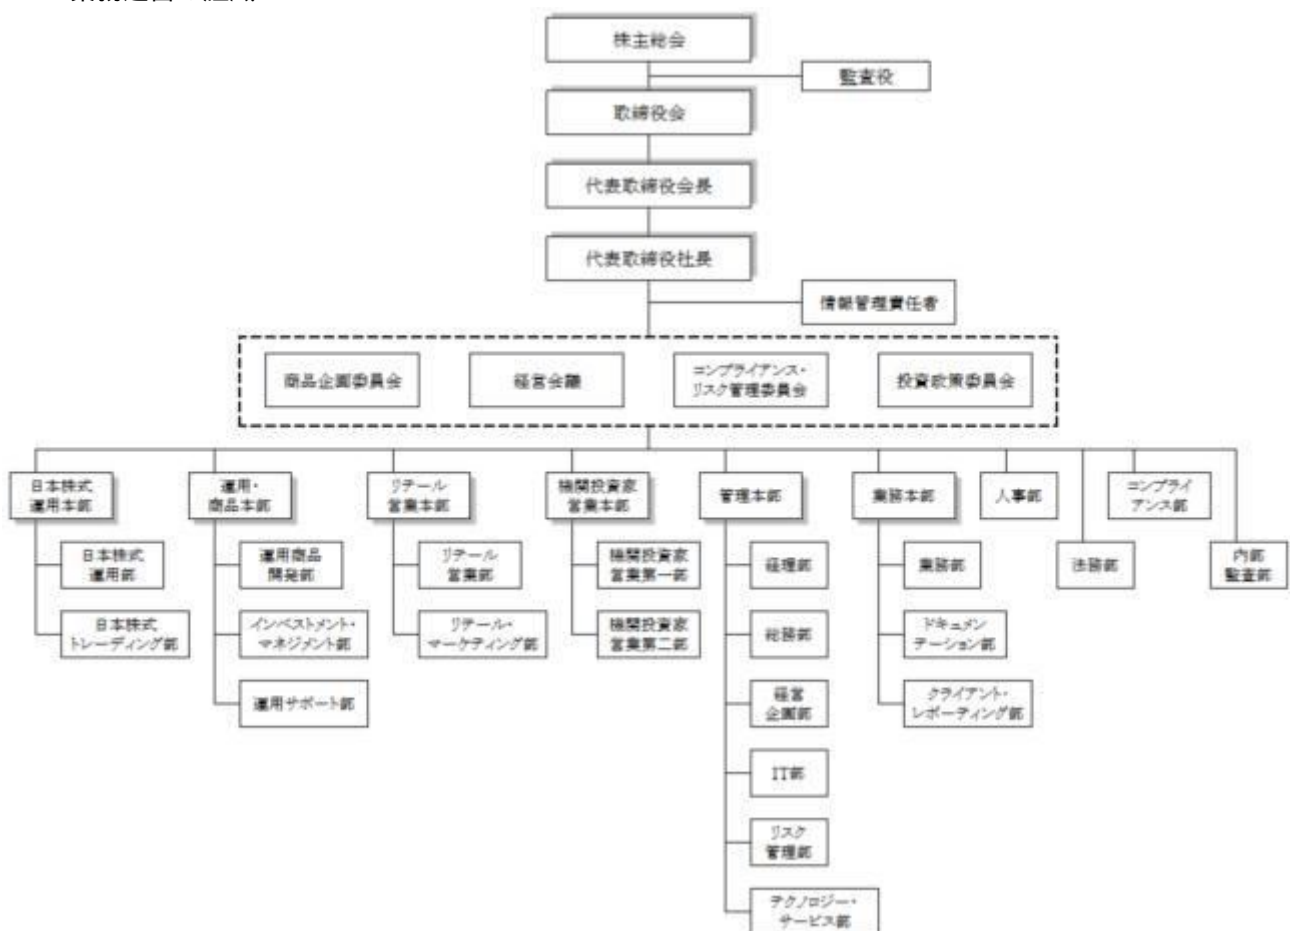 株主総会
監査役
取締役会
代表取締役会長
代表取締役社長
情報管理責任者
商品企画委員会
経営会議
コンプライアンス・
リスク管理委員会
投資政策委員会
日本株式
運用本部
運用・
商品本部
リテール
営業本部
機関投資家
営業本部
管理本部
業務本部
人事部
コンプライ
アンス部
日本株式
運用部
運用商品
開発部
リテール
営業部
機関投資家
営業第一部
経理部
業務部
法務部
内部
監査部
日本株式
トレーディング部
インベストメント・
マネジメント部
リテール・
マーケティング部
機関投資家
営業第二部
総務部
ドキュメン
テーション部
運用サポート部
経営
企画部
クライアント・
レポーティング部
IT部
リスク
管理部
テクノロジー・
サービス部